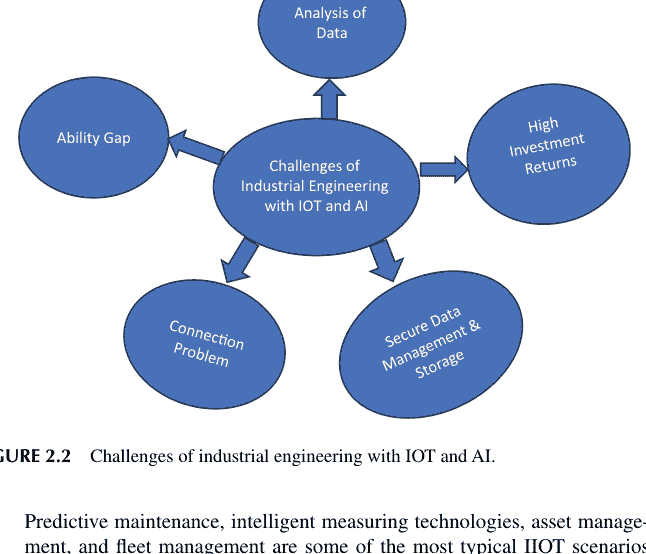 Analysis of
Data
Ability Gap
High
Investment
Returns
Challenges of
Industrial Engineering
with IOT and AI
Connection
Problem
Secure Data
Management &
Storage
GURE 2.2 Challenges of industrial engineering with IOT and AI.
Predictive maintenance, intelligent measuring technologies, asset manage-
ment, and fleet management are some of the most typical IIOT scenarios